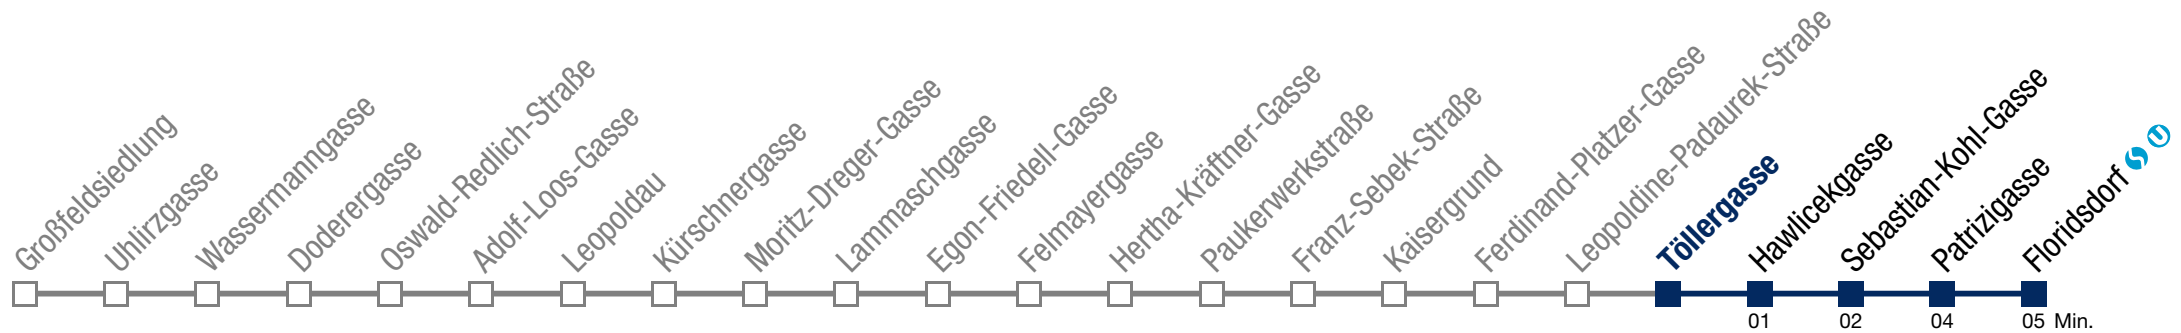 Großfeldsiedlung
Uhlirzgasse
Wassermanngasse
Doderergasse
Oswald-Redlich-Straße
Adolf-Loos-Gasse
Leopoldau
Kürschnergasse
Moritz-Dreger-Gasse
Lammaschgasse
Egon-Friedell-Gasse
Felmayergasse
Hertha-Kräftner-Gasse
Paukerwerkstraße
Franz-Sebek-Straße
Kaisergrund
Ferdinand-Platzer-Gasse
Leopoldine-Padaurek-Straße
Töllergasse
Hawlicekgasse
Sebastian-Kohl-Gasse
Patrizigasse
Floridsdorf S U
01 02 04 05 Min.